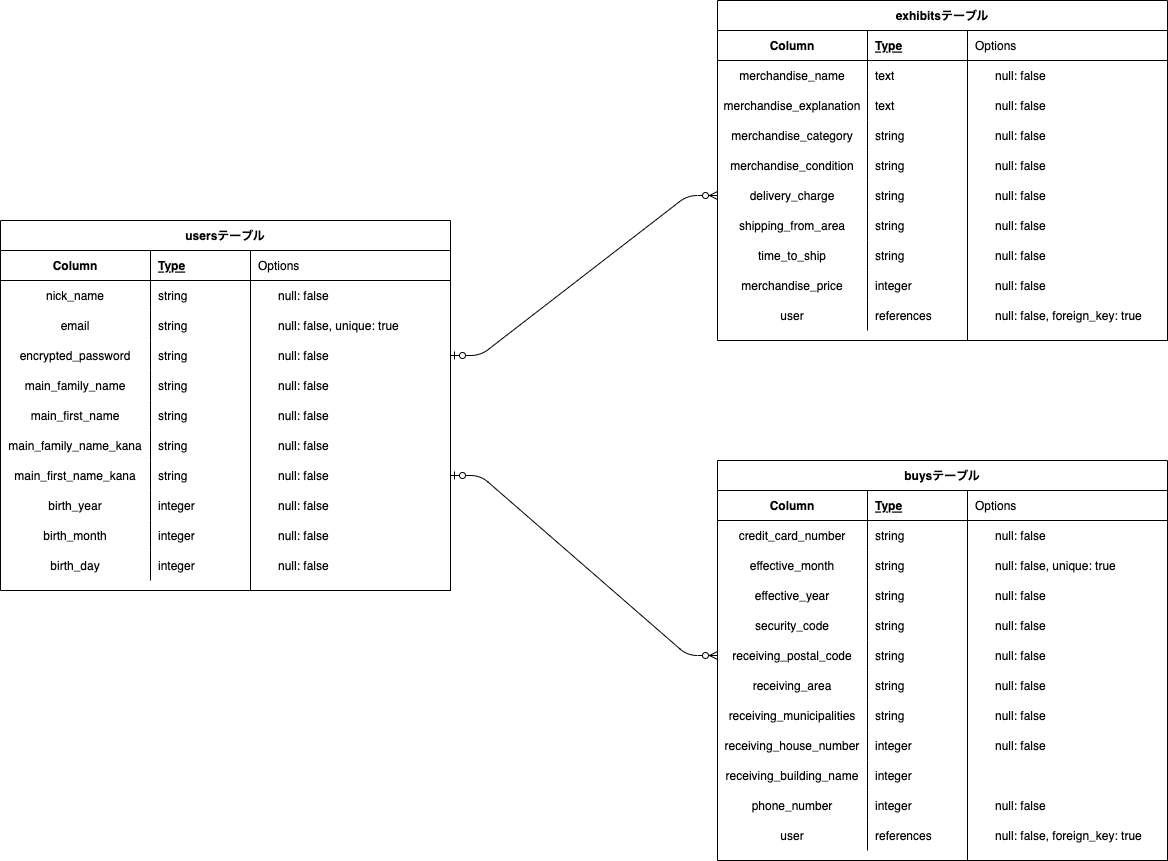 exhibitsテーブル
Column Type Options
merchandise_name text null: false
merchandise_explanation text null: false
merchandise_category string null: false
merchandise_condition string null: false
delivery_charge string null: false
shipping_from_area string null: false
time_to_ship string null: false
merchandise_price integer null: false
user references null: false, foreign_key: true
usersテーブル
Column Type Options
nick_name string null: false
email string null: false, unique: true
encrypted_password string null: false
main_family_name string null: false
main_first_name string null: false
main_family_name_kana string null: false
main_first_name_kana string null: false
birth_year integer null: false
birth_month integer null: false
birth_day integer null: false
buysテーブル
Column Type Options
credit_card_number string null: false
effective_month string null: false, unique: true
effective_year string null: false
security_code string null: false
receiving_postal_code string null: false
receiving_area string null: false
receiving_municipalities string null: false
receiving_house_number integer null: false
receiving_building_name integer
phone_number integer null: false
user references null: false, foreign_key: true